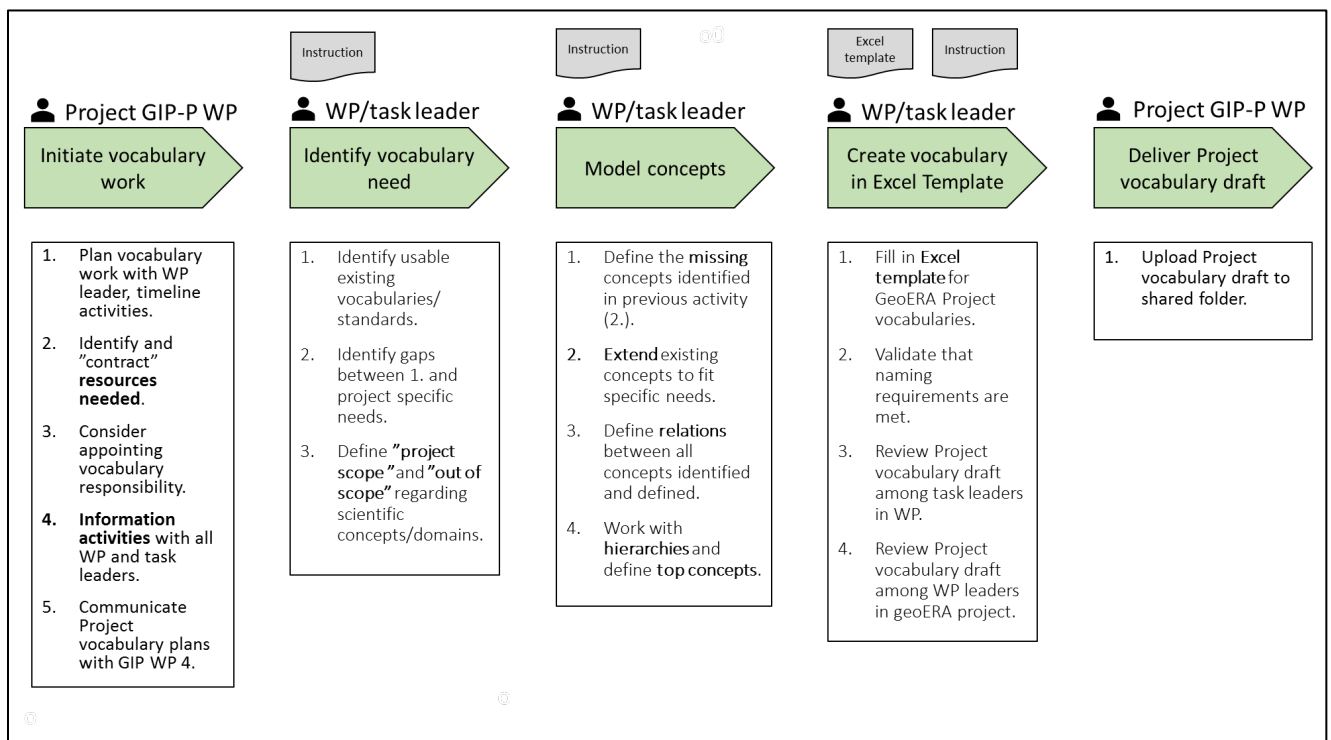 Instruction
Instruction
Excel
template
Instruction
Project GIP-P WP
WP/task leader
WP/task leader
WP/task leader
Project GIP-P WP
Initiate vocabulary
work
Identify vocabulary
need
Model concepts
Create vocabulary
in Excel Template
Deliver Project
vocabulary draft
1. Plan vocabulary
work with WP
leader, timeline
activities.
2. Identify and
”contract”
resources
needed.
3. Consider
appointing
vocabulary
responsibility.
4. Information
activities with all
WP and task
leaders.
5. Communicate
Project
vocabulary plans
with GIP WP 4.
1. Identify usable
existing
vocabularies/
standards.
2. Identify gaps
between 1. and
project specific
needs.
3. Define ”project
scope” and ”out of
scope” regarding
scientific
concepts/domains.
1. Define the missing
concepts identified
in previous activity
(2.).
2. Extend existing
concepts to fit
specific needs.
3. Define relations
between all
concepts identified
and defined.
4. Work with
hierarchies and
define top concepts.
1. Fill in Excel
template for
GeoERA Project
vocabularies.
2. Validate that
naming
requirements are
met.
3. Review Project
vocabulary draft
among task leaders
in WP.
4. Review Project
vocabulary draft
among WP leaders
in geoERA project.
1. Upload Project
vocabulary draft to
shared folder.